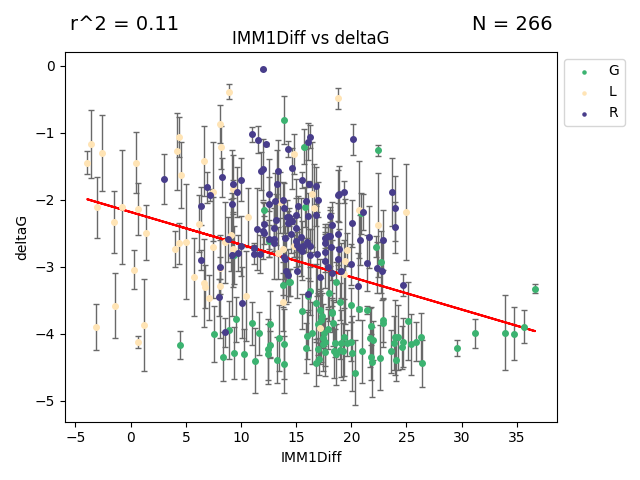 r^2 = 0.11
N = 266
IMM1Diff vs deltaG
G
L
R
0
−1
−2
−3
−4
−5
deltaG
−5 0 5 10 15 20 25 30 35
IMM1Diff